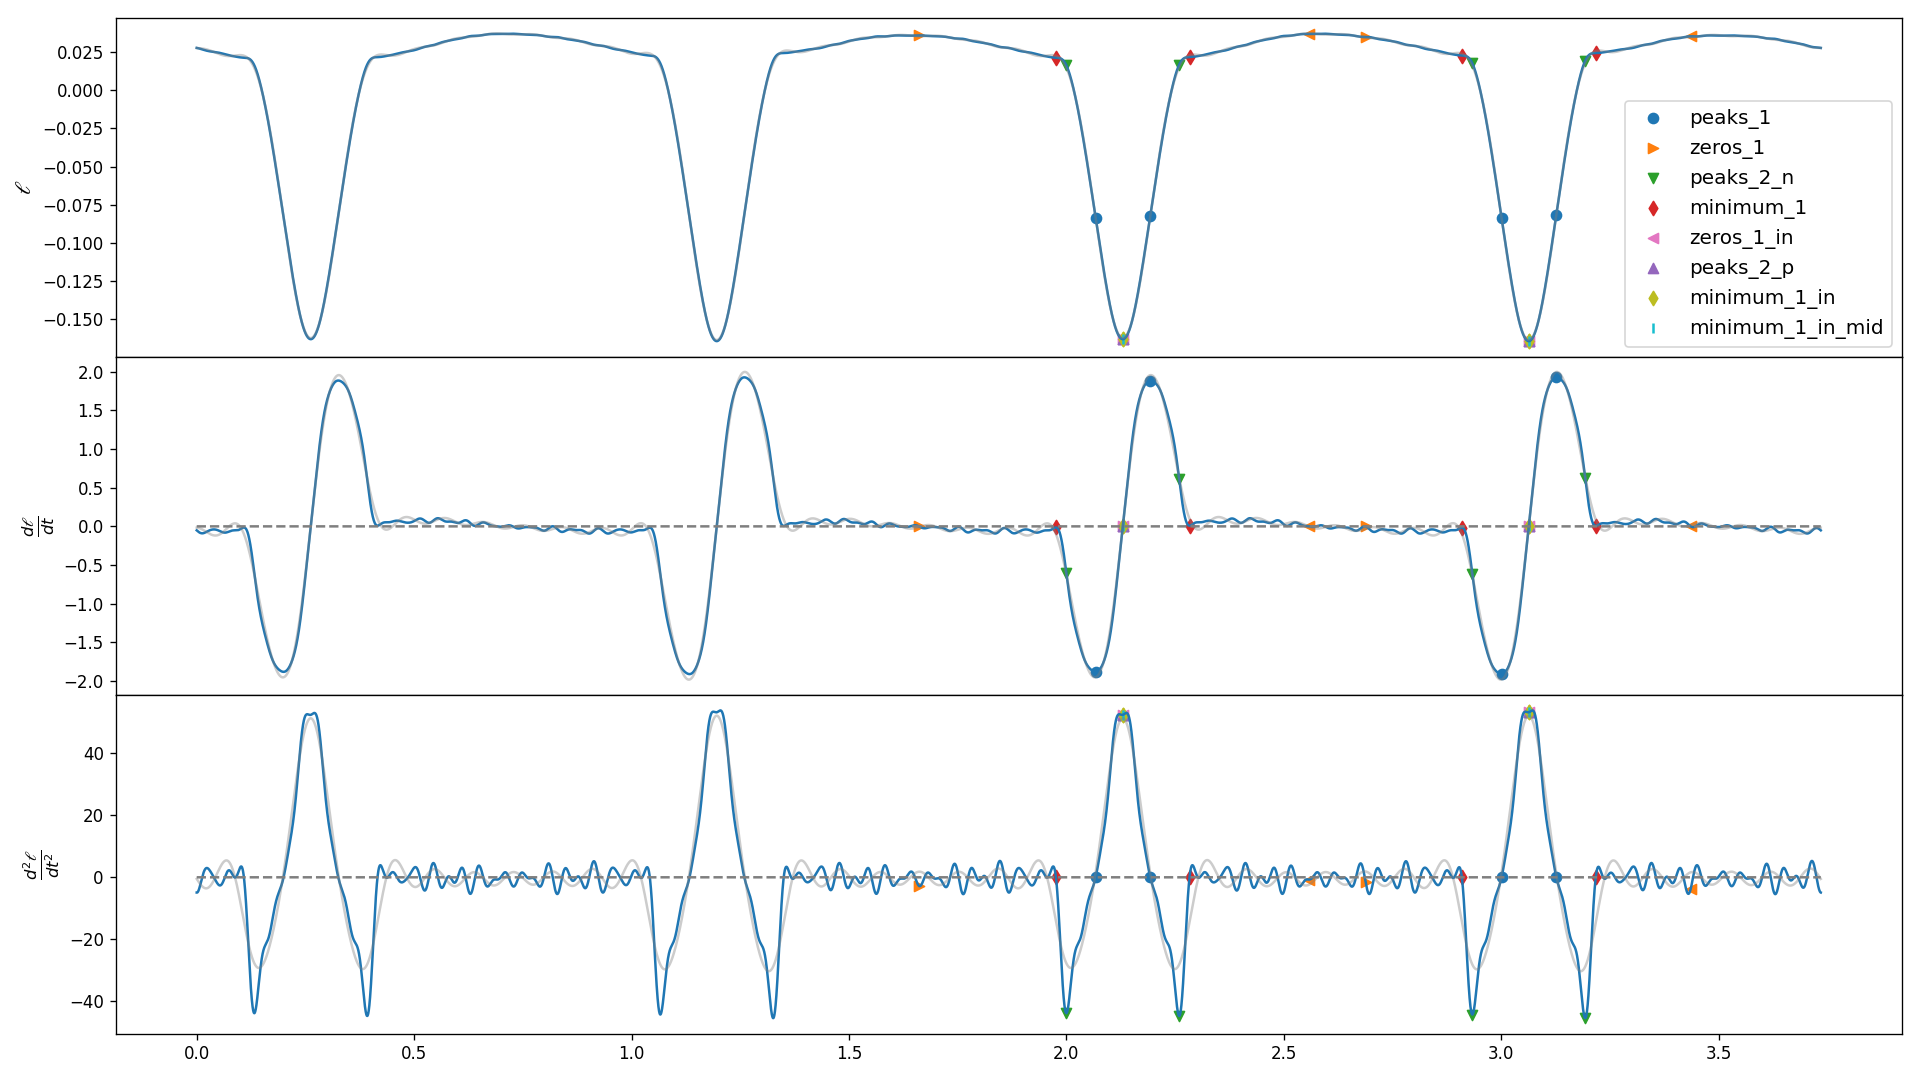 0.025
0.000
−0.025
−0.050
−0.075
−0.100
−0.125
−0.150
ℓ
peaks_1
zeros_1
peaks_2_n
minimum_1
zeros_1_in
peaks_2_p
minimum_1_in
minimum_1_in_mid
2.0
1.5
1.0
0.5
0.0
−0.5
−1.0
−1.5
−2.0
dℓ
dt
40
20
0
−20
−40
d²ℓ
dt²
0.0 0.5 1.0 1.5 2.0 2.5 3.0 3.5